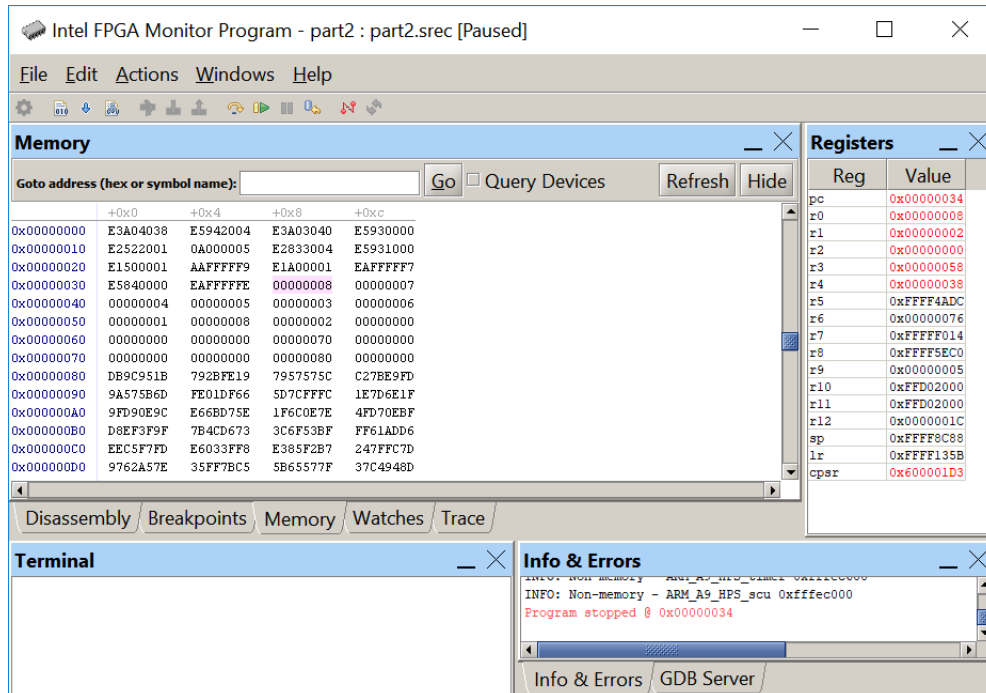 Intel FPGA Monitor Program - part2 : part2.srec [Paused]
File Edit Actions Windows Help
Memory
Goto address (hex or symbol name): Go Query Devices Refresh Hide
+0x0 +0x4 +0x8 +0xc
0x00000000 E3A04038 E5942004 E3A03040 E5930000
0x00000010 E2522001 0A000005 E2833004 E5931000
0x00000020 E1500001 AAFFFFF9 E1A00001 EAFFFFF7
0x00000030 E5840000 EAFFFFFE 00000008 00000007
0x00000040 00000004 00000005 00000003 00000006
0x00000050 00000001 00000008 00000002 00000000
0x00000060 00000000 00000000 00000070 00000000
0x00000070 00000000 00000000 00000080 00000000
0x00000080 DB9C951B 792BFE19 7957575C C27BE9FD
0x00000090 9A575B6D FE01DF66 5D7CFFFC 1E7D6E1F
0x000000A0 9FD90E9C E66BD75E 1F6C0E7E 4FD70EBF
0x000000B0 D8EF3F9F 7B4CD673 3C6F53BF FF61ADD6
0x000000C0 EEC5F7FD E6033FF8 E385F2B7 247FFC7D
0x000000D0 9762A57E 35FF7BC5 5B65577F 37C4948D
Disassembly Breakpoints Memory Watches Trace
Registers
Reg Value
pc 0x00000034
r0 0x00000008
r1 0x00000002
r2 0x00000000
r3 0x00000058
r4 0x00000038
r5 0xFFFF4ADC
r6 0x00000076
r7 0xFFFFF014
r8 0xFFFF5EC0
r9 0x00000005
r10 0xFFD02000
r11 0xFFD02000
r12 0x0000001C
sp 0xFFFF8C88
lr 0xFFFF135B
cpsr 0x600001D3
Terminal
Info & Errors
INFO: Non-memory - ARM_A9_HPS_timer 0xfffec600
INFO: Non-memory - ARM_A9_HPS_scu 0xfffec000
Program stopped @ 0x00000034
Info & Errors GDB Server